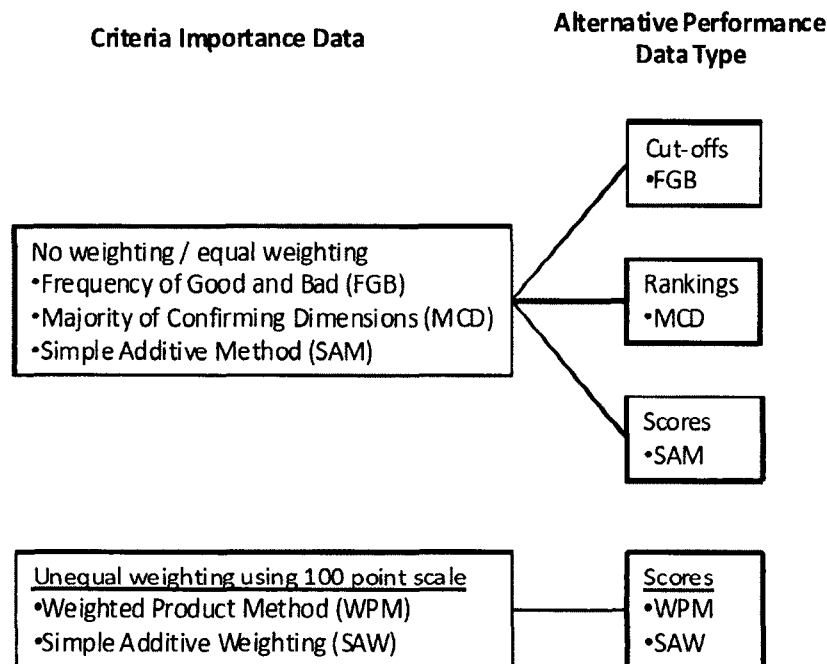 Criteria Importance Data
Alternative Performance
Data Type
No weighting / equal weighting
•Frequency of Good and Bad (FGB)
•Majority of Confirming Dimensions (MCD)
•Simple Additive Method (SAM)
Cut-offs
•FGB
Rankings
•MCD
Scores
•SAM
Unequal weighting using 100 point scale
•Weighted Product Method (WPM)
•Simple Additive Weighting (SAW)
Scores
•WPM
•SAW